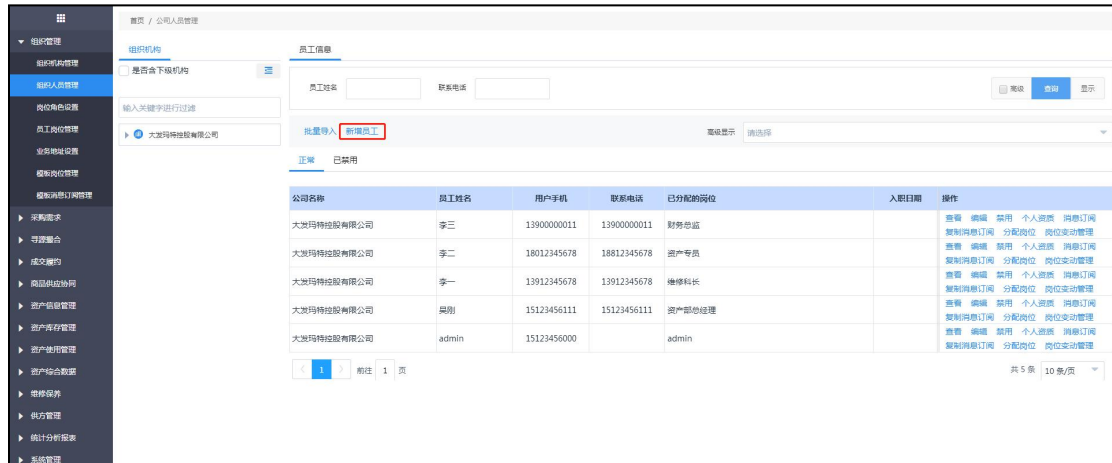 首页 / 公司人员管理
组织管理
组织机构管理
组织人员管理
岗位角色设置
员工岗位管理
业务地址设置
模板岗位管理
模板消息订阅管理
采购需求
寻源整合
成交履约
商品供应协同
资产信息管理
资产库存管理
资产使用管理
资产综合数据
维修保养
供方管理
统计分析报表
系统管理
组织机构
是否含下级机构
输入关键字进行过滤
大发玛特控股有限公司
员工信息
员工姓名 联系电话 高级 查询 显示
批量导入 新增员工 高级显示 请选择
正常 已禁用
公司名称 员工姓名 用户手机 联系电话 已分配的岗位 入职日期 操作
大发玛特控股有限公司 李三 13900000011 13900000011 财务总监 查看 编辑 禁用 个人资质 消息订阅
复制消息订阅 分配岗位 岗位变动管理
大发玛特控股有限公司 李二 18012345678 18812345678 资产专员 查看 编辑 禁用 个人资质 消息订阅
复制消息订阅 分配岗位 岗位变动管理
大发玛特控股有限公司 李一 13912345678 13912345678 维修科长 查看 编辑 禁用 个人资质 消息订阅
复制消息订阅 分配岗位 岗位变动管理
大发玛特控股有限公司 吴刚 15123456111 15123456111 资产部总经理 查看 编辑 禁用 个人资质 消息订阅
复制消息订阅 分配岗位 岗位变动管理
大发玛特控股有限公司 admin 15123456000 admin 查看 编辑 禁用 个人资质 消息订阅
复制消息订阅 分配岗位 岗位变动管理
1 前往 1 页 共 5 条 10 条/页